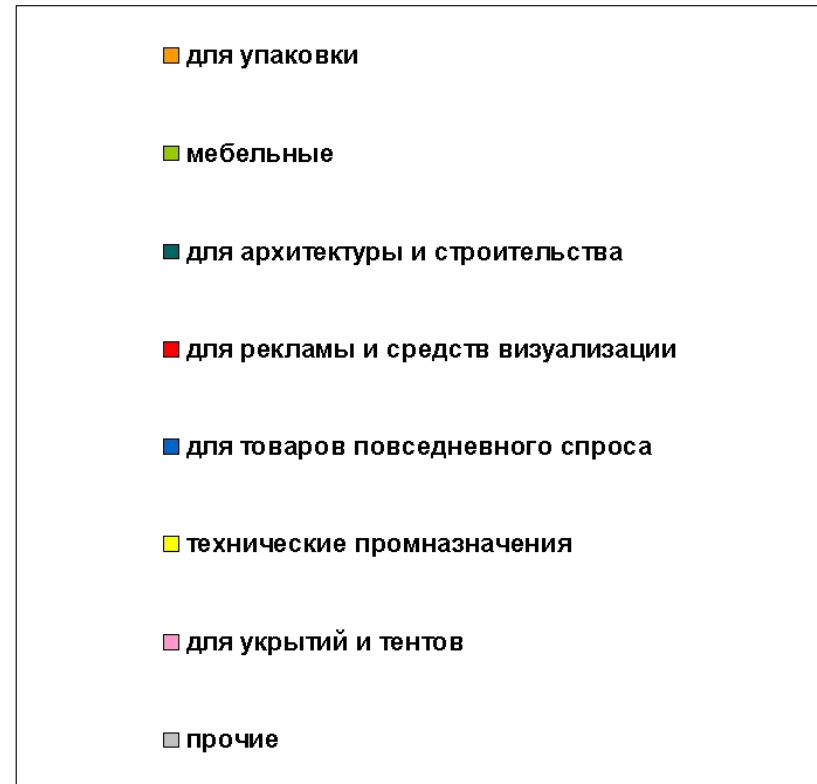 для упаковки
мебельные
для архитектуры и строительства
для рекламы и средств визуализации
для товаров повседневного спроса
технические промназначения
для укрытий и тентов
прочие